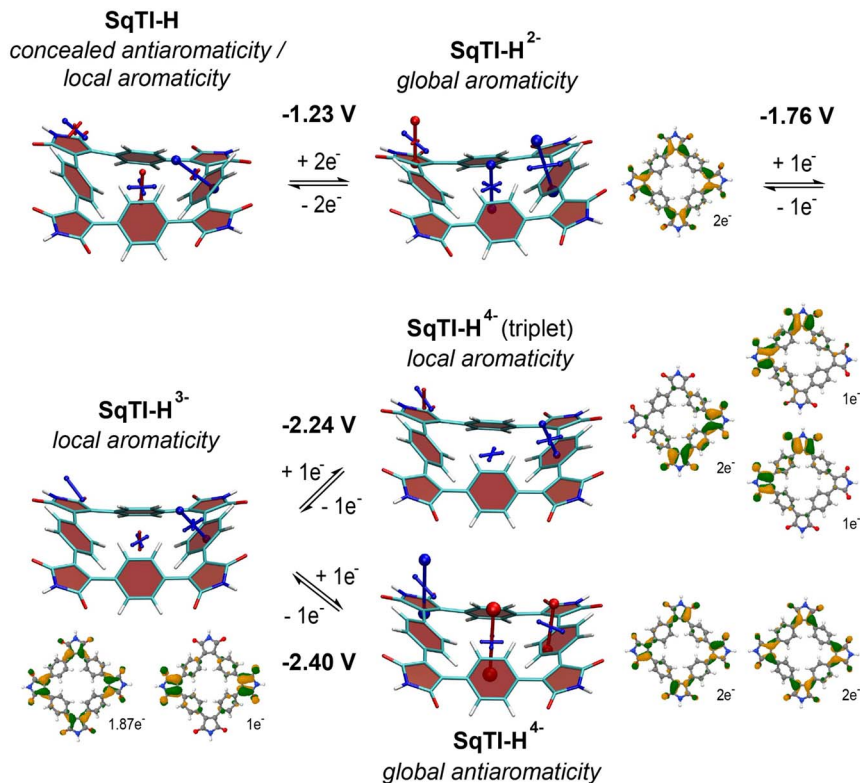 SqTI-H
concealed antiaromaticity /
local aromaticity
-1.23 V
+ 2e-
- 2e-
SqTI-H2-
global aromaticity
2e-
-1.76 V
+ 1e-
- 1e-
SqTI-H3-
local aromaticity
1.87e-
1e-
-2.24 V
+ 1e-
- 1e-
SqTI-H4- (triplet)
local aromaticity
2e-
1e-
1e-
+ 1e-
- 1e-
-2.40 V
2e-
2e-
SqTI-H4-
global antiaromaticity